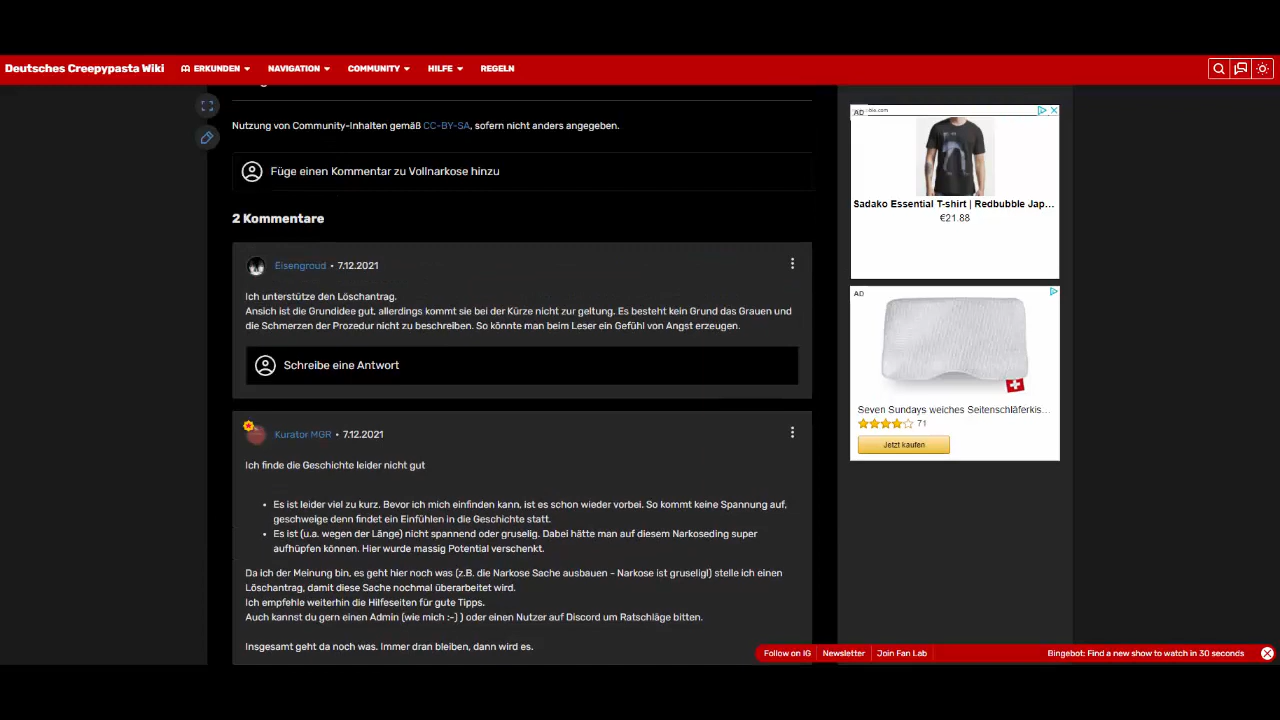 Deutsches Creepypasta Wiki
ERKUNDEN
NAVIGATION
COMMUNITY
HILFE
REGELN
Nutzung von Community-Inhalten gemäß CC-BY-SA, sofern nicht anders angegeben.
Füge einen Kommentar zu Vollnarkose hinzu
2 Kommentare
Eisengroud • 7.12.2021
Ich unterstütze den Löschantrag.
Ansich ist die Grundidee gut, allerdings kommt sie bei der Kürze nicht zur geltung. Es besteht kein Grund das Grauen und
die Schmerzen der Prozedur nicht zu beschreiben. So könnte man beim Leser ein Gefühl von Angst erzeugen.
Schreibe eine Antwort
Kurator MGR • 7.12.2021
Ich finde die Geschichte leider nicht gut
• Es ist leider viel zu kurz. Bevor ich mich einfinden kann, ist es schon wieder vorbei. So kommt keine Spannung auf,
geschweige denn findet ein Einfühlen in die Geschichte statt.
• Es ist (u.a. wegen der Länge) nicht spannend oder gruselig. Dabei hätte man auf diesem Narkoseding super
aufhüpfen können. Hier wurde massig Potential verschenkt.
Da ich der Meinung bin, es geht hier noch was (z.B. die Narkose Sache ausbauen - Narkose ist gruselig!) stelle ich einen
Löschantrag, damit diese Sache nochmal überarbeitet wird.
Ich empfehle weiterhin die Hilfeseiten für gute Tipps.
Auch kannst du gern einen Admin (wie mich :-) ) oder einen Nutzer auf Discord um Ratschläge bitten.
Insgesamt geht da noch was. Immer dran bleiben, dann wird es.
AD
Sadako Essential T-shirt | Redbubble Jap...
€21.88
AD
Seven Sundays weiches Seitenschläferkis...
71
Jetzt kaufen
Follow on IG
Newsletter
Join Fan Lab
Bingebot: Find a new show to watch in 30 seconds